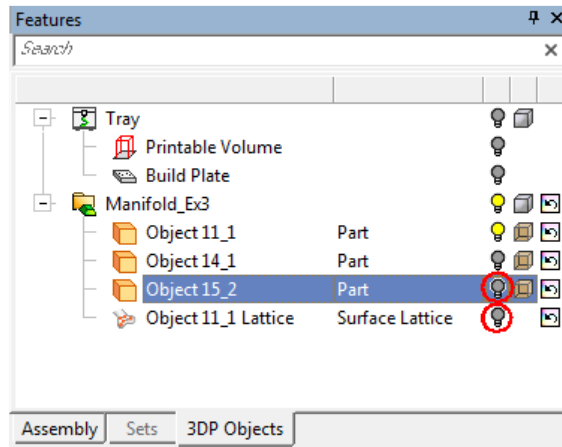 Features
Search
Tray
Printable Volume
Build Plate
Manifold_Ex3
Object 11_1 Part
Object 14_1 Part
Object 15_2 Part
Object 11_1 Lattice Surface Lattice
Assembly Sets 3DP Objects